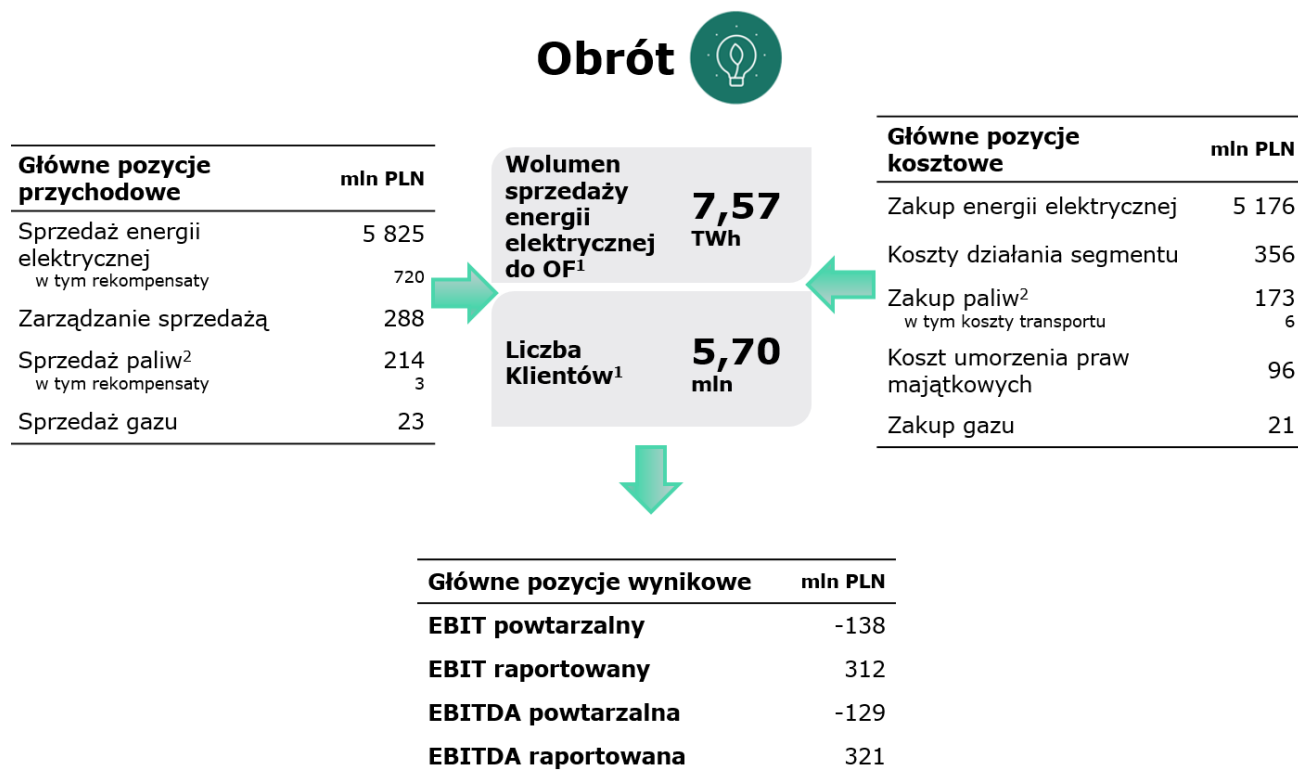 Obrót
Główne pozycje
przychodowe
mln PLN
Sprzedaż energii
elektrycznej
5 825
w tym rekompensaty
720
Zarządzanie sprzedażą
288
Sprzedaż paliw²
214
w tym rekompensaty
3
Sprzedaż gazu
23
Wolumen
sprzedaży
energii
elektrycznej
do OF¹
7,57
TWh
Liczba
Klientów¹
5,70
mln
Główne pozycje
kosztowe
mln PLN
Zakup energii elektrycznej
5 176
Koszty działania segmentu
356
Zakup paliw²
173
w tym koszty transportu
6
Koszt umorzenia praw
majątkowych
96
Zakup gazu
21
Główne pozycje wynikowe
mln PLN
EBIT powtarzalny
-138
EBIT raportowany
312
EBITDA powtarzalna
-129
EBITDA raportowana
321